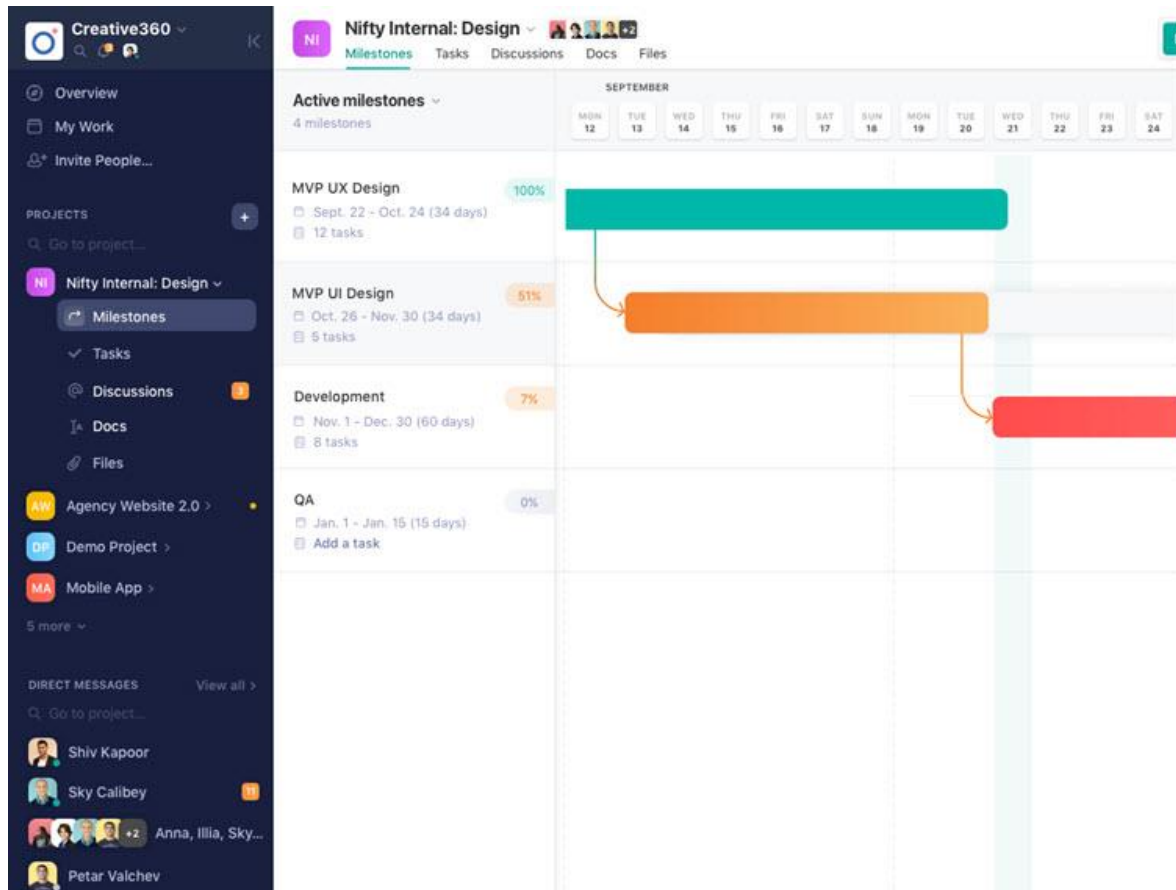 Creative360
Overview
My Work
Invite People...
PROJECTS
+
Go to project...
NI Nifty Internal: Design
Milestones
Tasks
Discussions 3
Docs
Files
AW Agency Website 2.0 >
DP Demo Project >
MA Mobile App >
5 more
DIRECT MESSAGES View all >
Go to project...
Shiv Kapoor
Sky Calibey 11
+2 Anna, Illia, Sky...
Petar Valchev
NI Nifty Internal: Design +2
Milestones Tasks Discussions Docs Files
Active milestones
4 milestones
SEPTEMBER
MON TUE WED THU FRI SAT SUN MON TUE WED THU FRI SAT
12 13 14 15 16 17 18 19 20 21 22 23 24
MVP UX Design 100%
Sept. 22 - Oct. 24 (34 days)
12 tasks
MVP UI Design 51%
Oct. 26 - Nov. 30 (34 days)
5 tasks
Development 7%
Nov. 1 - Dec. 30 (60 days)
8 tasks
QA 0%
Jan. 1 - Jan. 15 (15 days)
Add a task